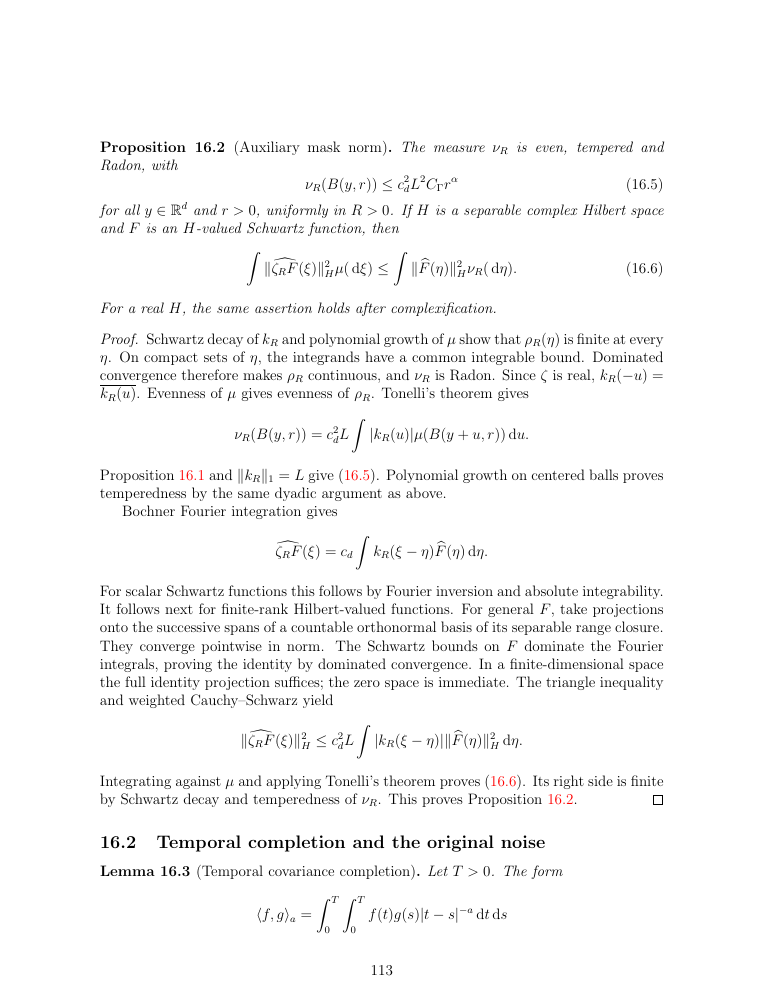 Proposition 16.2 (Auxiliary mask norm). The measure ν_R is even, tempered and
Radon, with
ν_R(B(y, r)) ≤ c_d^2 L^2 C_Γ r^α (16.5)
for all y ∈ ℝ^d and r > 0, uniformly in R > 0. If H is a separable complex Hilbert space
and F is an H-valued Schwartz function, then
∫ ‖\widehat{ζ_R F}(ξ)‖_H^2 μ( dξ) ≤ ∫ ‖\widehat{F}(η)‖_H^2 ν_R( dη). (16.6)
For a real H, the same assertion holds after complexification.
Proof. Schwartz decay of k_R and polynomial growth of μ show that ρ_R(η) is finite at every
η. On compact sets of η, the integrands have a common integrable bound. Dominated
convergence therefore makes ρ_R continuous, and ν_R is Radon. Since ζ is real, k_R(−u) =
\overline{k_R(u)}. Evenness of μ gives evenness of ρ_R. Tonelli's theorem gives
ν_R(B(y, r)) = c_d^2 L ∫ |k_R(u)|μ(B(y + u, r)) du.
Proposition 16.1 and ‖k_R‖_1 = L give (16.5). Polynomial growth on centered balls proves
temperedness by the same dyadic argument as above.
Bochner Fourier integration gives
\widehat{ζ_R F}(ξ) = c_d ∫ k_R(ξ − η)\widehat{F}(η) dη.
For scalar Schwartz functions this follows by Fourier inversion and absolute integrability.
It follows next for finite-rank Hilbert-valued functions. For general F, take projections
onto the successive spans of a countable orthonormal basis of its separable range closure.
They converge pointwise in norm. The Schwartz bounds on F dominate the Fourier
integrals, proving the identity by dominated convergence. In a finite-dimensional space
the full identity projection suffices; the zero space is immediate. The triangle inequality
and weighted Cauchy–Schwarz yield
‖\widehat{ζ_R F}(ξ)‖_H^2 ≤ c_d^2 L ∫ |k_R(ξ − η)|‖\widehat{F}(η)‖_H^2 dη.
Integrating against μ and applying Tonelli's theorem proves (16.6). Its right side is finite
by Schwartz decay and temperedness of ν_R. This proves Proposition 16.2. □
16.2 Temporal completion and the original noise
Lemma 16.3 (Temporal covariance completion). Let T > 0. The form
⟨f, g⟩_a = ∫_0^T ∫_0^T f(t)g(s)|t − s|^{−a} dt ds
113